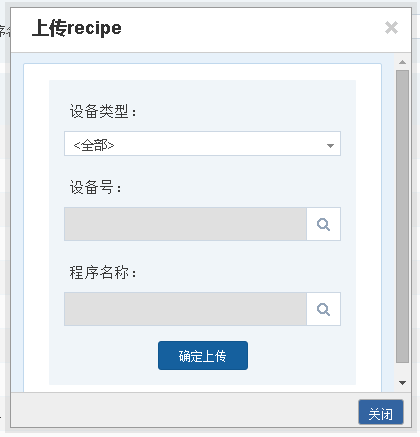 上传recipe
×
设备类型：
<全部>
设备号：
程序名称：
确定上传
关闭